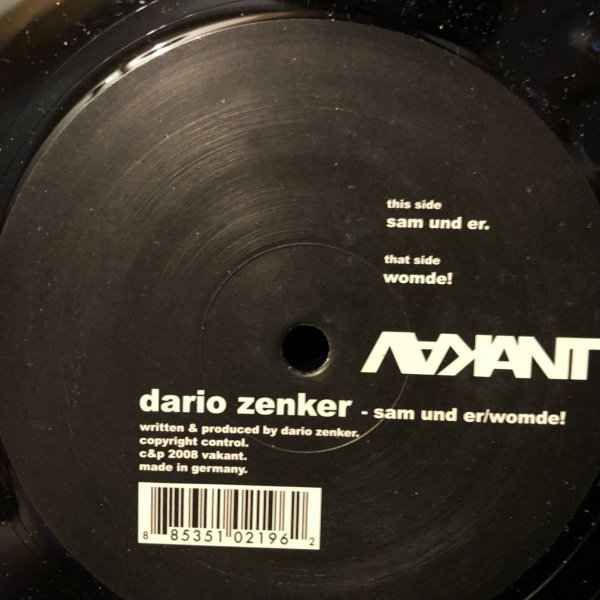 this side
sam und er.
that side
womde!
VAKANT
dario zenker - sam und er/womde!
written & produced by dario zenker.
copyright control.
c&p 2008 vakant.
made in germany.
8 85351 02196 2